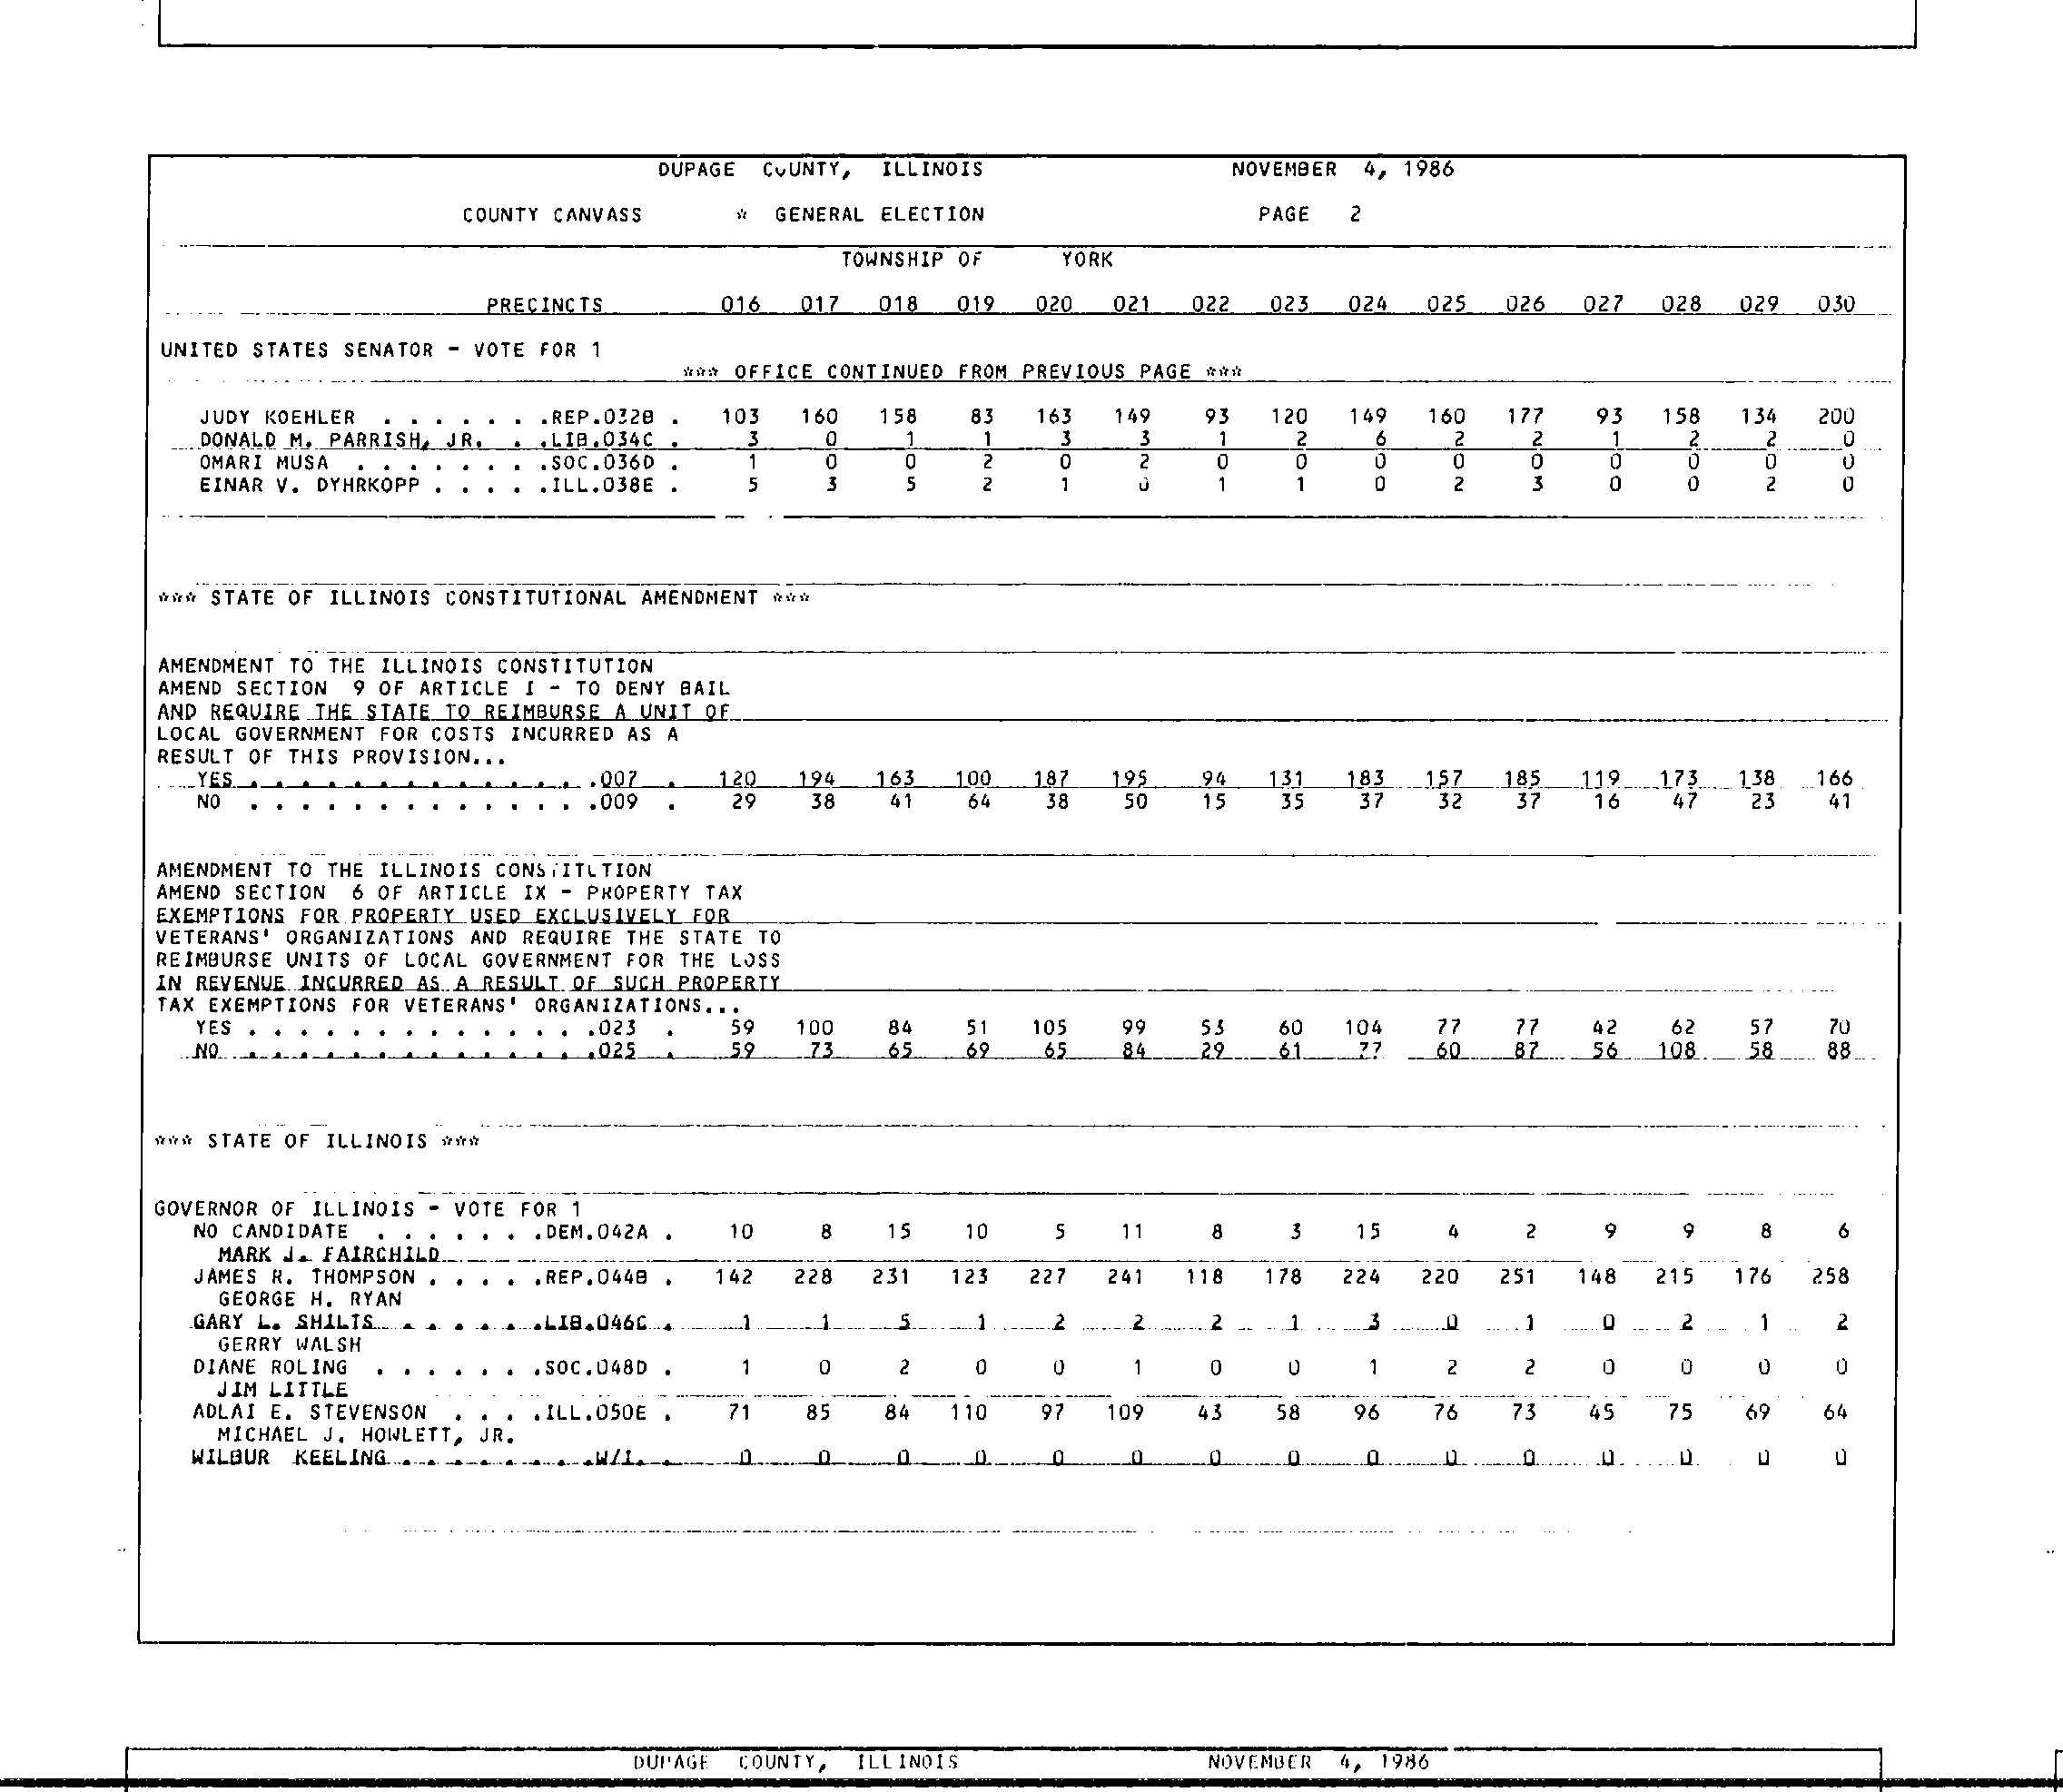 DUPAGE COUNTY, ILLINOIS NOVEMBER 4, 1986
COUNTY CANVASS * GENERAL ELECTION PAGE 2
TOWNSHIP OF YORK
PRECINCTS 016 017 018 019 020 021 022 023 024 025 026 027 028 029 030
UNITED STATES SENATOR - VOTE FOR 1
*** OFFICE CONTINUED FROM PREVIOUS PAGE ***
JUDY KOEHLER . . . . . . .REP.032B . 103 160 158 83 163 149 93 120 149 160 177 93 158 134 200
DONALD M. PARRISH, JR. . .LIB.034C . 3 0 1 1 3 3 1 2 6 2 2 1 2 2 0
OMARI MUSA . . . . . . . .SOC.036D . 1 0 0 2 0 2 0 0 0 0 0 0 0 0 0
EINAR V. DYHRKOPP . . . . .ILL.038E . 5 3 5 2 1 0 1 1 0 2 3 0 0 2 0
*** STATE OF ILLINOIS CONSTITUTIONAL AMENDMENT ***
AMENDMENT TO THE ILLINOIS CONSTITUTION
AMEND SECTION 9 OF ARTICLE I - TO DENY BAIL
AND REQUIRE THE STATE TO REIMBURSE A UNIT OF
LOCAL GOVERNMENT FOR COSTS INCURRED AS A
RESULT OF THIS PROVISION...
YES . . . . . . . . . . . . . .007 . 120 194 163 100 187 195 94 131 183 157 185 119 173 138 166
NO . . . . . . . . . . . . . .009 . 29 38 41 64 38 50 15 35 37 32 37 16 47 23 41
AMENDMENT TO THE ILLINOIS CONSTITUTION
AMEND SECTION 6 OF ARTICLE IX - PROPERTY TAX
EXEMPTIONS FOR PROPERTY USED EXCLUSIVELY FOR
VETERANS' ORGANIZATIONS AND REQUIRE THE STATE TO
REIMBURSE UNITS OF LOCAL GOVERNMENT FOR THE LOSS
IN REVENUE INCURRED AS A RESULT OF SUCH PROPERTY
TAX EXEMPTIONS FOR VETERANS' ORGANIZATIONS...
YES . . . . . . . . . . . . . .023 . 59 100 84 51 105 99 53 60 104 77 77 42 62 57 70
NO . . . . . . . . . . . . . .025 . 59 73 65 69 65 84 29 61 77 60 87 56 108 58 88
*** STATE OF ILLINOIS ***
GOVERNOR OF ILLINOIS - VOTE FOR 1
NO CANDIDATE . . . . . . .DEM.042A . 10 8 15 10 5 11 8 3 15 4 2 9 9 8 6
MARK J. FAIRCHILD
JAMES R. THOMPSON . . . . .REP.044B . 142 228 231 123 227 241 118 178 224 220 251 148 215 176 258
GEORGE H. RYAN
GARY L. SHILTS . . . . . .LIB.046C . 1 1 5 1 2 2 2 1 3 0 1 0 2 1 2
GERRY WALSH
DIANE ROLING . . . . . . .SOC.048D . 1 0 2 0 0 1 0 0 1 2 2 0 0 0 0
JIM LITTLE
ADLAI E. STEVENSON . . . .ILL.050E . 71 85 84 110 97 109 43 58 96 76 73 45 75 69 64
MICHAEL J. HOWLETT, JR.
WILBUR KEELING . . . . . . . .W/I. . 0 0 0 0 0 0 0 0 0 0 0 0 0 0 0
DUPAGE COUNTY, ILLINOIS NOVEMBER 4, 1986